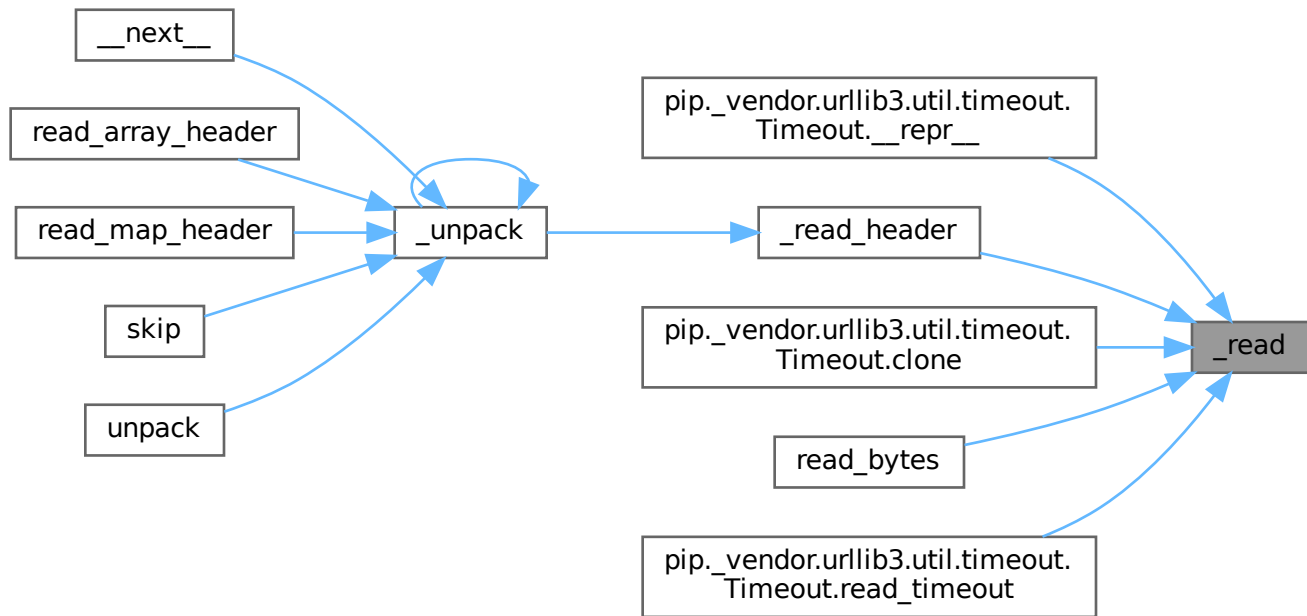 __next__
read_array_header
read_map_header
skip
unpack
_unpack
pip._vendor.urllib3.util.timeout.
Timeout.__repr__
_read_header
pip._vendor.urllib3.util.timeout.
Timeout.clone
read_bytes
pip._vendor.urllib3.util.timeout.
Timeout.read_timeout
_read